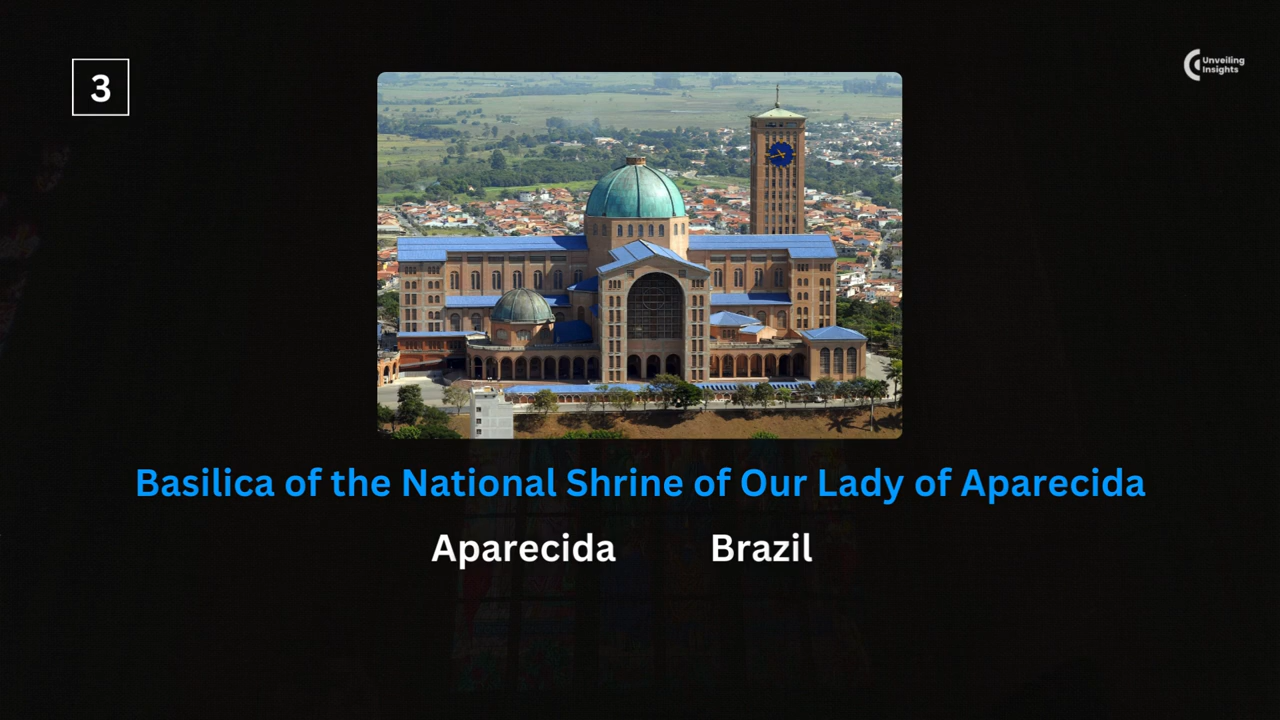 3
Unveiling
Insights
Basilica of the National Shrine of Our Lady of Aparecida
Aparecida Brazil